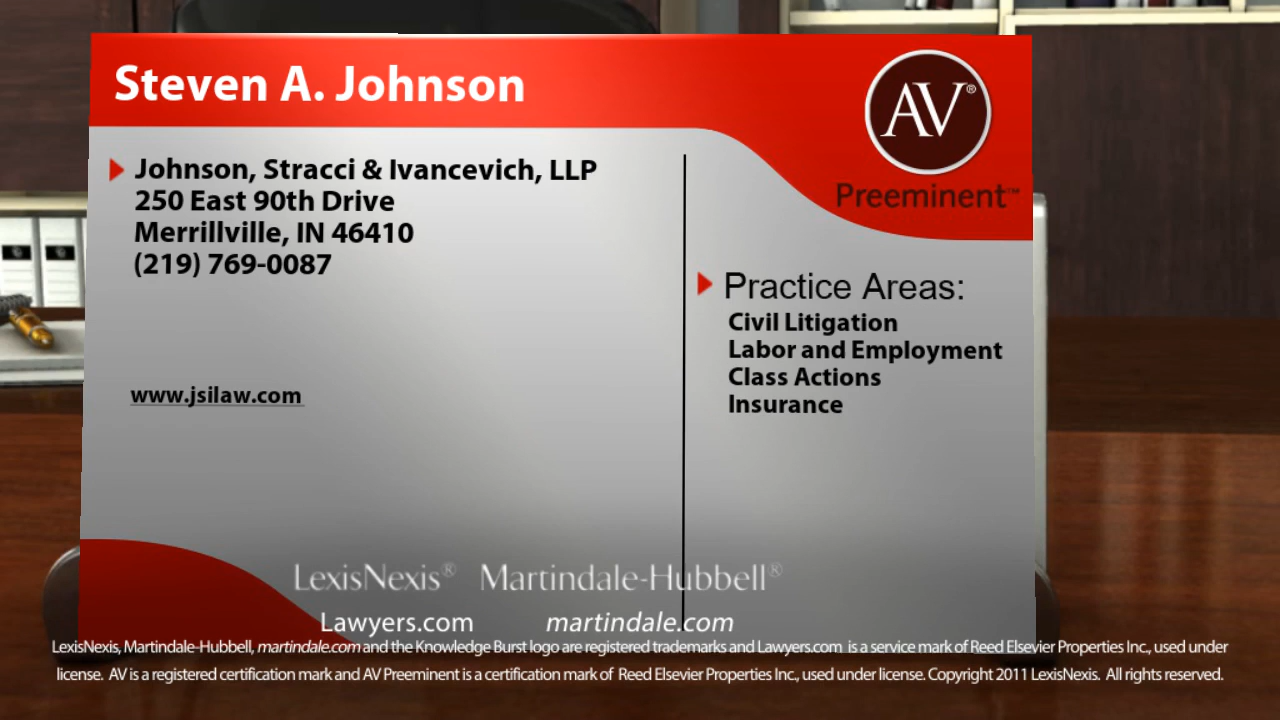 Steven A. Johnson
AV®
Preeminent™
Johnson, Stracci & Ivancevich, LLP
250 East 90th Drive
Merrillville, IN 46410
(219) 769-0087
www.jsilaw.com
Practice Areas:
Civil Litigation
Labor and Employment
Class Actions
Insurance
LexisNexis® Martindale-Hubbell®
Lawyers.com martindale.com
LexisNexis, Martindale-Hubbell, martindale.com and the Knowledge Burst logo are registered trademarks and Lawyers.com is a service mark of Reed Elsevier Properties Inc., used under
license. AV is a registered certification mark and AV Preeminent is a certification mark of Reed Elsevier Properties Inc., used under license. Copyright 2011 LexisNexis. All rights reserved.